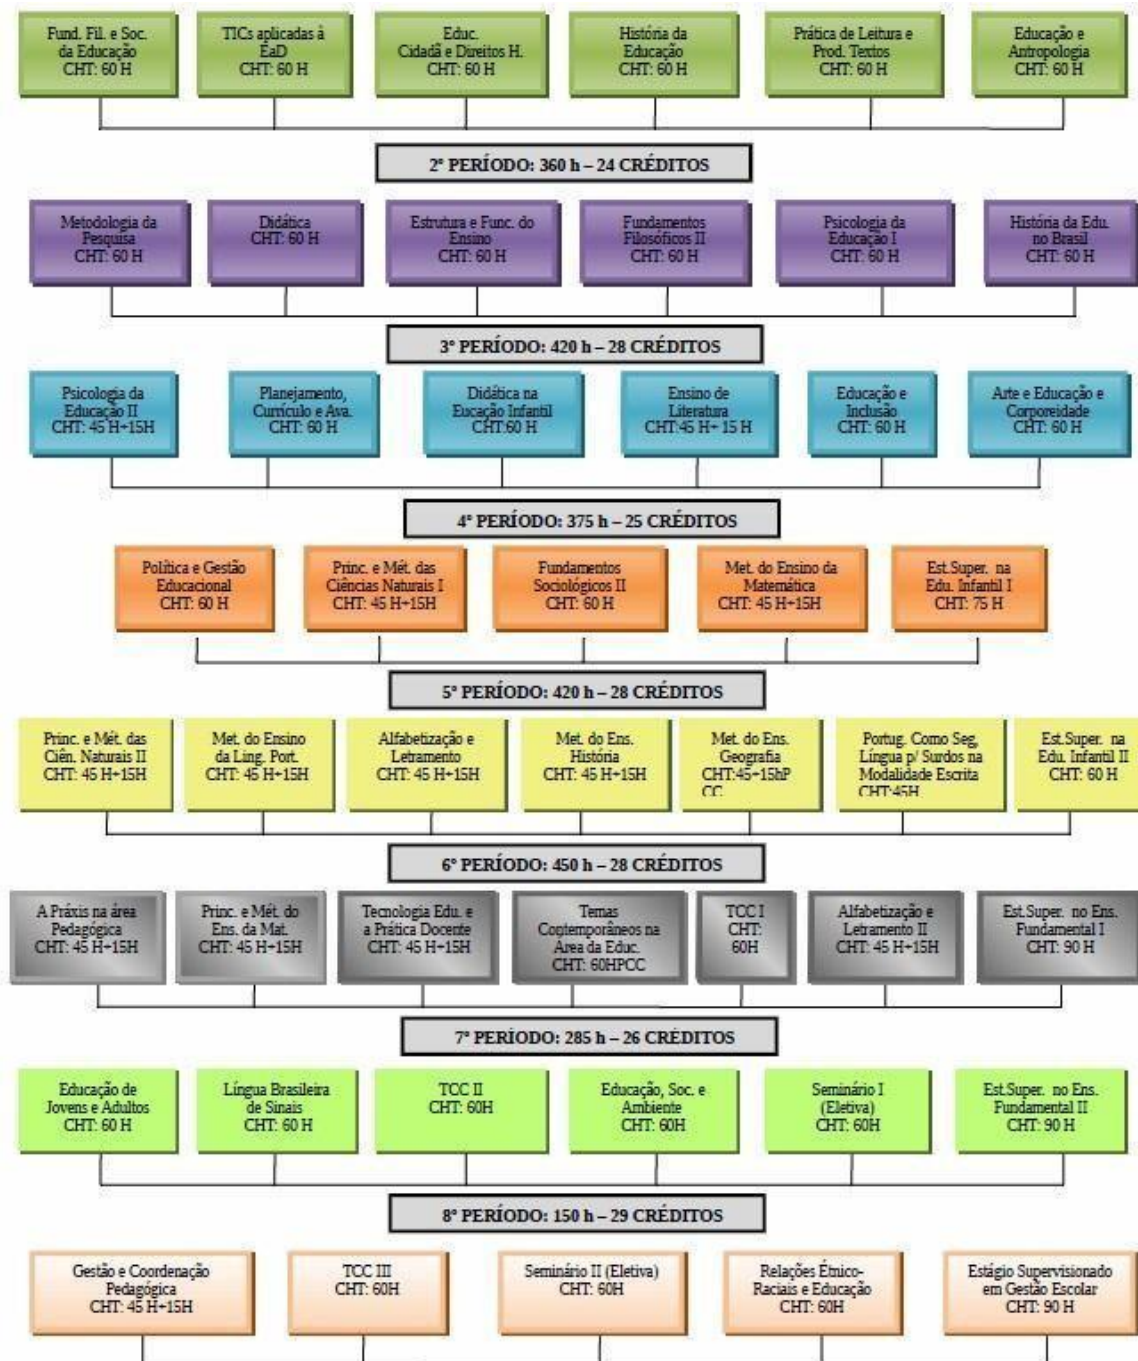 Fund. Fil. e Soc.
da Educação
CHT: 60 H
TICs aplicadas à
EaD
CHT: 60 H
Educ.
Cidadã e Direitos H.
CHT: 60 H
História da
Educação
CHT: 60 H
Prática de Leitura e
Prod. Textos
CHT: 60 H
Educação e
Antropologia
CHT: 60 H
2º PERÍODO: 360 h – 24 CRÉDITOS
Metodologia da
Pesquisa
CHT: 60 H
Didática
CHT: 60 H
Estrutura e Func. do
Ensino
CHT: 60 H
Fundamentos
Filosóficos II
CHT: 60 H
Psicologia da
Educação I
CHT: 60 H
História da Edu.
no Brasil
CHT: 60 H
3º PERÍODO: 420 h – 28 CRÉDITOS
Psicologia da
Educação II
CHT: 45 H+15H
Planejamento,
Currículo e Ava.
CHT: 60 H
Didática na
Eucação Infantil
CHT:60 H
Ensino de
Literatura
CHT:45 H+ 15 H
Educação e
Inclusão
CHT: 60 H
Arte e Educação e
Corporeidade
CHT: 60 H
4º PERÍODO: 375 h – 25 CRÉDITOS
Política e Gestão
Educacional
CHT: 60 H
Princ. e Mét. das
Ciências Naturais I
CHT: 45 H+15H
Fundamentos
Sociológicos II
CHT: 60 H
Met. do Ensino da
Matemática
CHT: 45 H+15H
Est.Super. na
Edu. Infantil I
CHT: 75 H
5º PERÍODO: 420 h – 28 CRÉDITOS
Princ. e Mét. das
Ciên. Naturais II
CHT: 45 H+15H
Met. do Ensino
da Ling. Port.
CHT: 45 H+15H
Alfabetização e
Letramento
CHT: 45 H+15H
Met. do Ens.
História
CHT: 45 H+15H
Met. do Ens.
Geografia
CHT:45+15hP
CC
Portug. Como Seg,
Língua p/ Surdos na
Modalidade Escrita
CHT:45H
Est.Super. na
Edu. Infantil II
CHT: 60 H
6º PERÍODO: 450 h – 28 CRÉDITOS
A Práxis na área
Pedagógica
CHT: 45 H+15H
Princ. e Mét. do
Ens. da Mat.
CHT: 45 H+15H
Tecnologia Edu. e
a Prática Docente
CHT: 45 H+15H
Temas
Contemporâneos na
Área da Educ.
CHT: 60HPCC
TCC I
CHT:
60H
Alfabetização e
Letramento II
CHT: 45 H+15H
Est.Super. no Ens.
Fundamental I
CHT: 90 H
7º PERÍODO: 285 h – 26 CRÉDITOS
Educação de
Jovens e Adultos
CHT: 60 H
Língua Brasileira
de Sinais
CHT: 60 H
TCC II
CHT: 60H
Educação, Soc. e
Ambiente
CHT: 60H
Seminário I
(Eletiva)
CHT: 60H
Est.Super. no Ens.
Fundamental II
CHT: 90 H
8º PERÍODO: 150 h – 29 CRÉDITOS
Gestão e Coordenação
Pedagógica
CHT: 45 H+15H
TCC III
CHT: 60H
Seminário II (Eletiva)
CHT: 60H
Relações Étnico-
Raciais e Educação
CHT: 60H
Estágio Supervisionado
em Gestão Escolar
CHT: 90 H